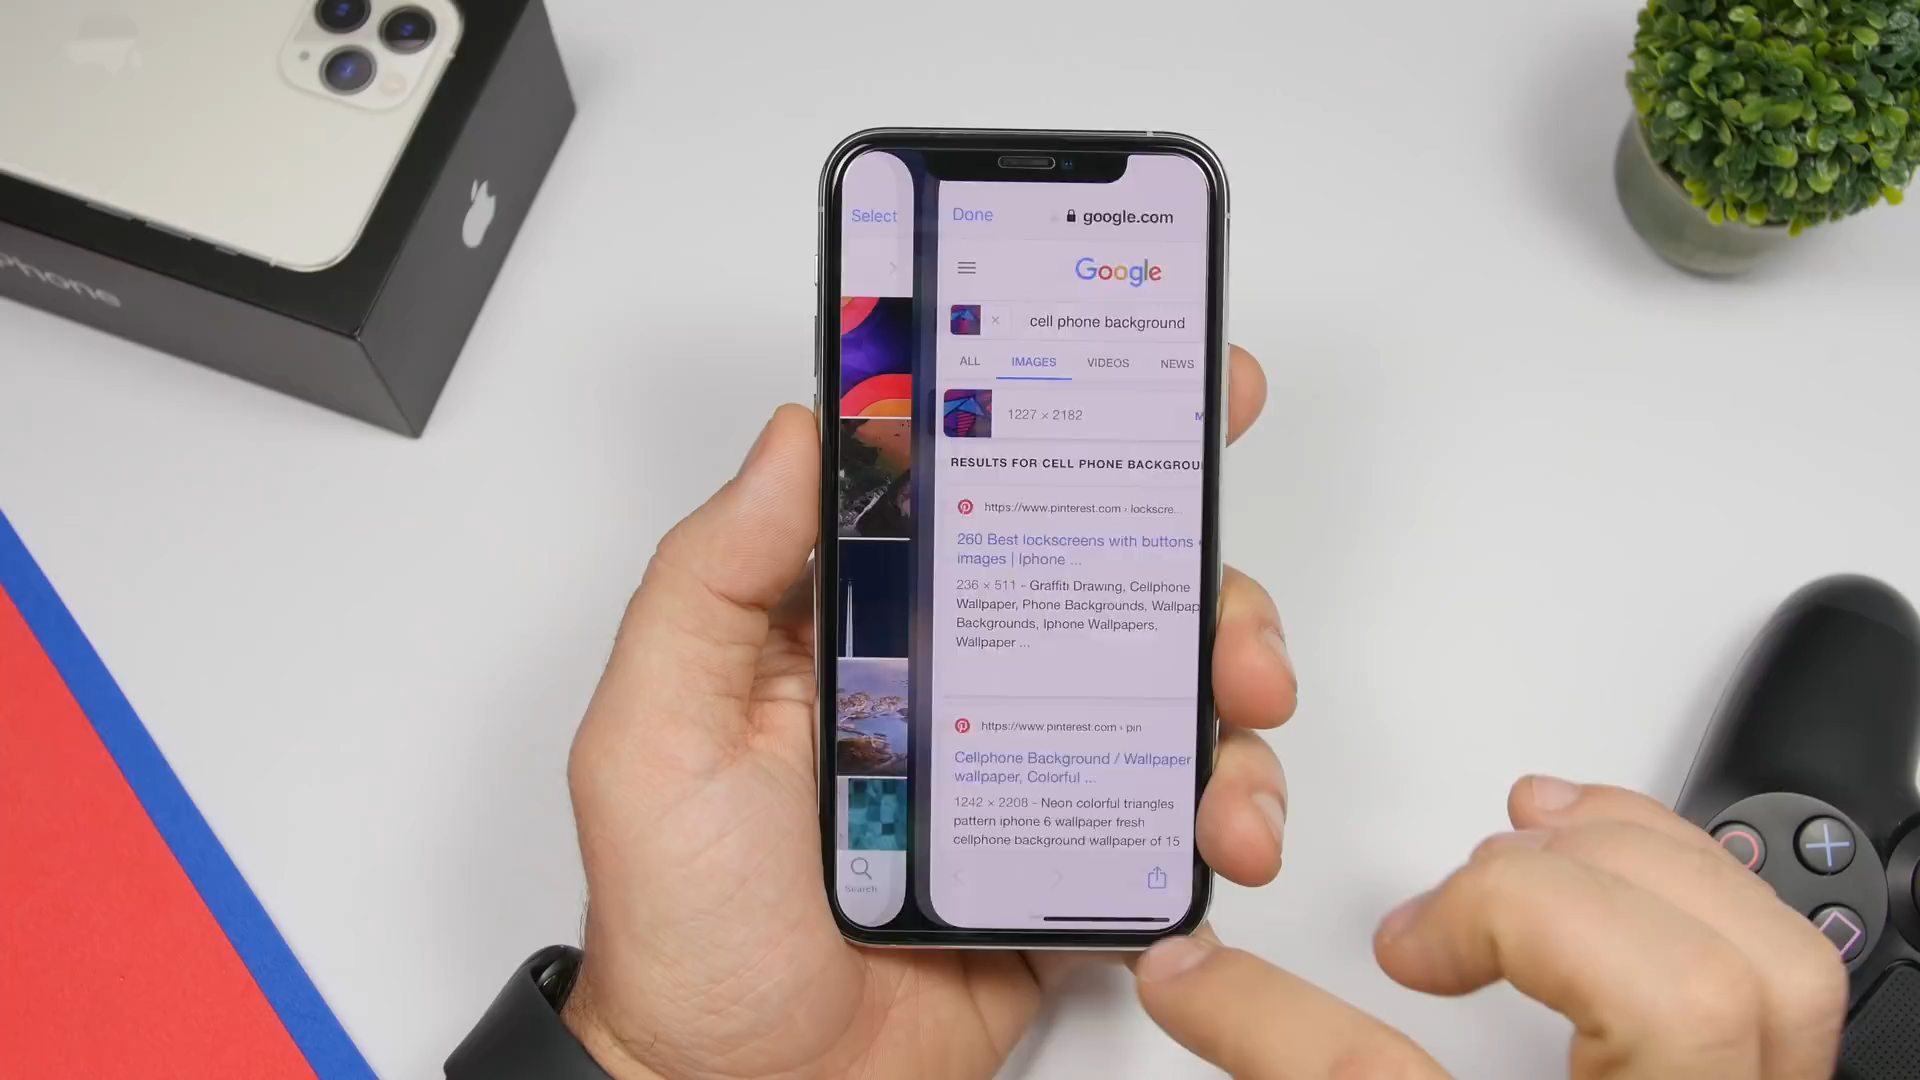 Select
Done
google.com
Google
cell phone background
ALL IMAGES VIDEOS NEWS
1227 × 2182
RESULTS FOR CELL PHONE BACKGROU
https://www.pinterest.com › lockscre...
260 Best lockscreens with buttons
images | Iphone ...
236 × 511 - Graffiti Drawing, Cellphone
Wallpaper, Phone Backgrounds, Wallpap
Backgrounds, Iphone Wallpapers,
Wallpaper ...
https://www.pinterest.com › pin
Cellphone Background / Wallpaper
wallpaper, Colorful ...
1242 × 2208 - Neon colorful triangles
pattern iphone 6 wallpaper fresh
cellphone background wallpaper of 15
Search
Phone